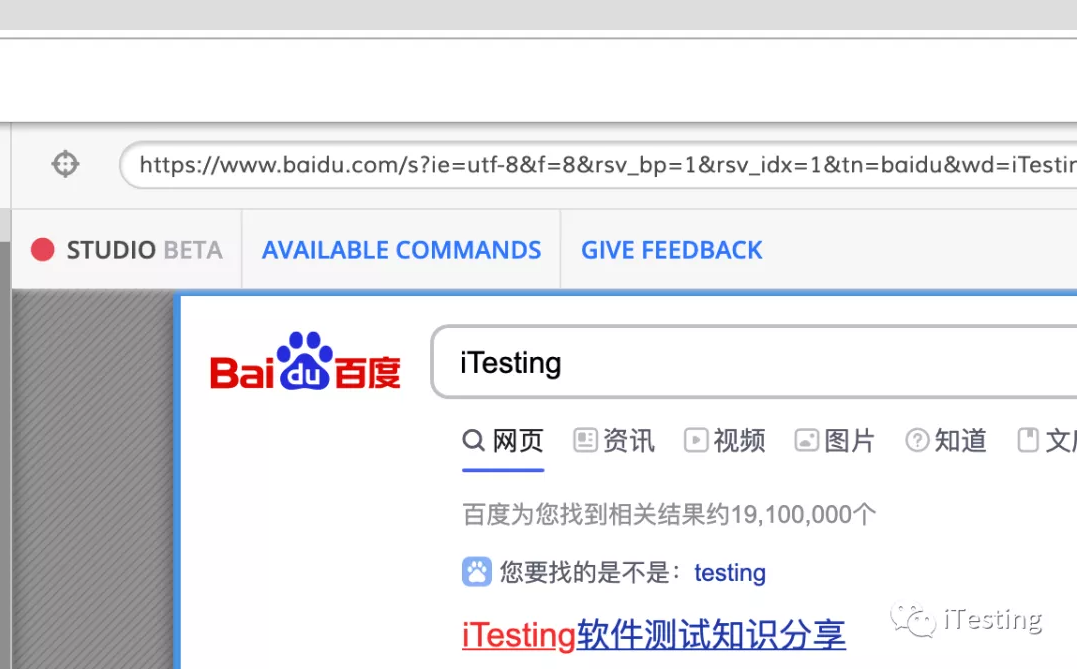 https://www.baidu.com/s?ie=utf-8&f=8&rsv_bp=1&rsv_idx=1&tn=baidu&wd=iTestin
STUDIO BETA AVAILABLE COMMANDS GIVE FEEDBACK
Bai du 百度 iTesting
网页 资讯 视频 图片 知道 文
百度为您找到相关结果约19,100,000个
您要找的是不是: testing
iTesting软件测试知识分享
iTesting